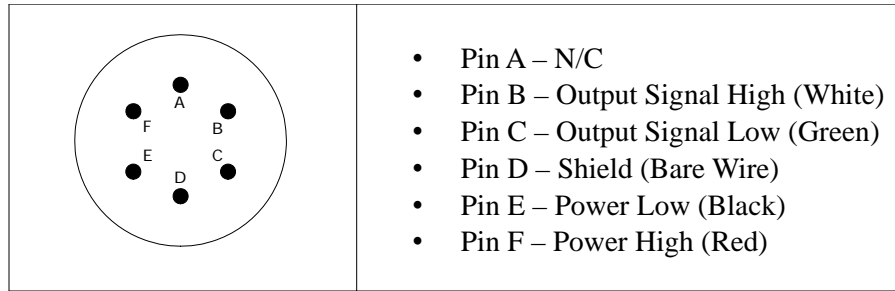 A
F
B
E
C
D
• Pin A – N/C
• Pin B – Output Signal High (White)
• Pin C – Output Signal Low (Green)
• Pin D – Shield (Bare Wire)
• Pin E – Power Low (Black)
• Pin F – Power High (Red)